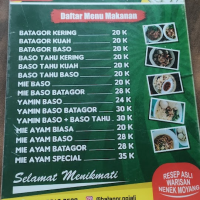 Daftar Menu Makanan
BATAGOR KERING 20 K
BATAGOR KUAH 20 K
BATAGOR BASO 20 K
BASO TAHU KERING 20 K
BASO TAHU KUAH 20 K
BASO TAHU BASO 20 K
MIE BASO 20 K
MIE BASO BATAGOR 28 K
YAMIN BASO 24 K
YAMIN BASO BATAGOR 30 K
YAMIN BASO + BASO TAHU 30 K
MIE AYAM BIASA 20 K
MIE AYAM BASO 28 K
MIE AYAM BATAGOR 28 K
MIE AYAM SPECIAL 35 K
Selamat Menikmati
RESEP ASLI
WARISAN
NENEK MOYANG